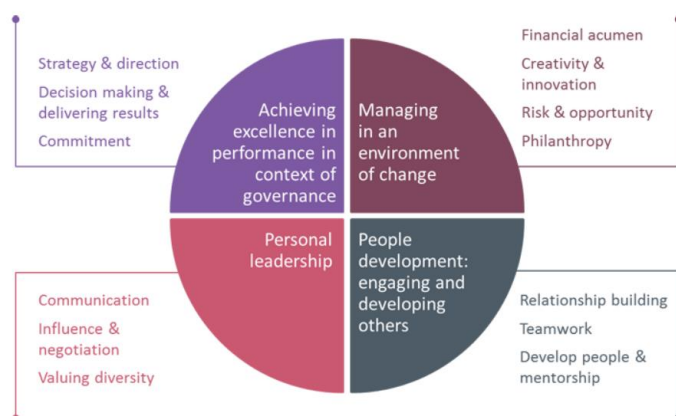 Strategy & direction
Decision making &
delivering results
Commitment
Achieving
excellence in
performance in
context of
governance
Managing
in an
environment
of change
Financial acumen
Creativity &
innovation
Risk & opportunity
Philanthropy
Communication
Influence &
negotiation
Valuing diversity
Personal
leadership
People
development:
engaging and
developing
others
Relationship building
Teamwork
Develop people &
mentorship